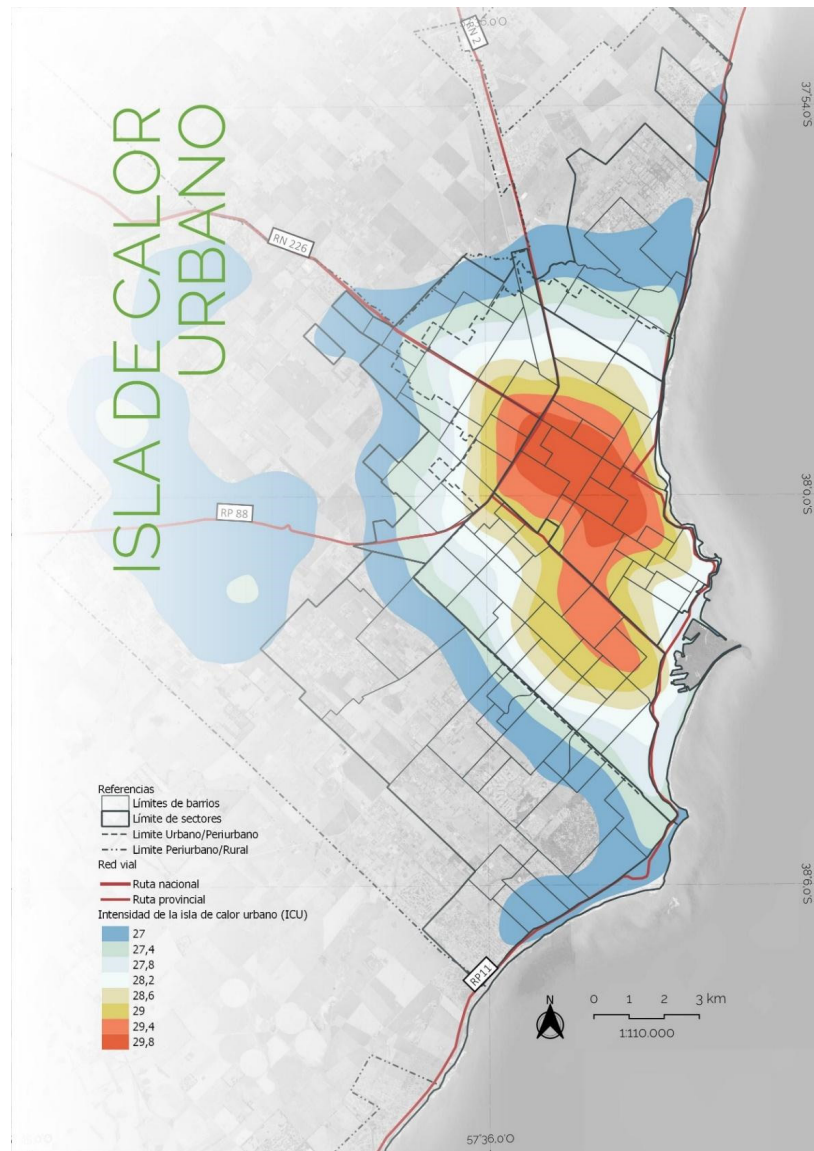 ISLA DE CALOR
URBANO
RN 2
37°54.0'S
RN 226
38°0.0'S
RP 88
Referencias
Límites de barrios
Límite de sectores
Limite Urbano/Periurbano
Limite Periurbano/Rural
Red vial
Ruta nacional
Ruta provincial
Intensidad de la isla de calor urbano (ICU)
27
27,4
27,8
28,2
28,6
29
29,4
29,8
38°6.0'S
RP11
N
0 1 2 3 km
1:110.000
57°36.0'O